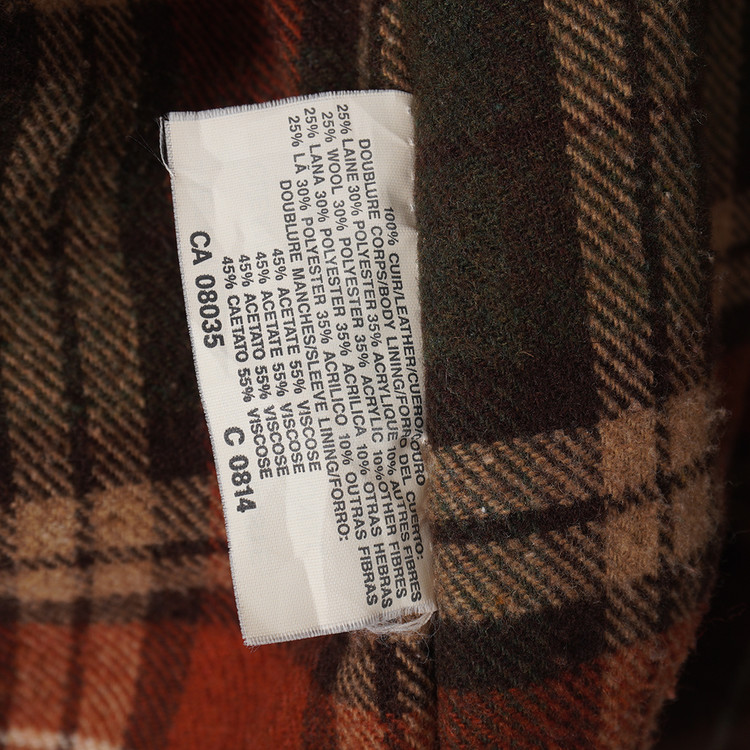 100% CUIR/LEATHER/CUERO/COURO
DOUBLURE CORPS/BODY LINING/FORRO DEL CUERTO:
25% LAINE 30% POLYESTER 35% ACRYLIQUE 10% AUTRES FIBRES
25% WOOL 30% POLYESTER 35% ACRYLIC 10% OTHER FIBRES
25% LANA 30% POLYESTER 35% ACRILICA 10% OTRAS HEBRAS
25% LÃ 30% POLYESTER 35% ACRILICO 10% OUTRAS FIBRAS
DOUBLURE MANCHES/SLEEVE LINING/FORRO:
45% ACETATE 55% VISCOSE
45% ACETATE 55% VISCOSE
45% ACETATO 55% VISCOSE
45% CAETATO 55% VISCOSE
CA 08035 C 0814